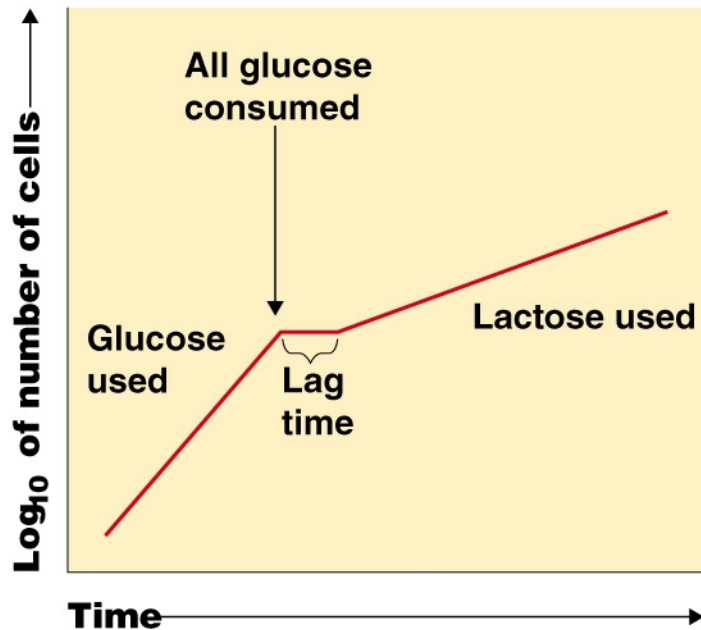 All glucose
consumed
Log₁₀ of number of cells
Glucose
used
Lactose used
Lag
time
Time